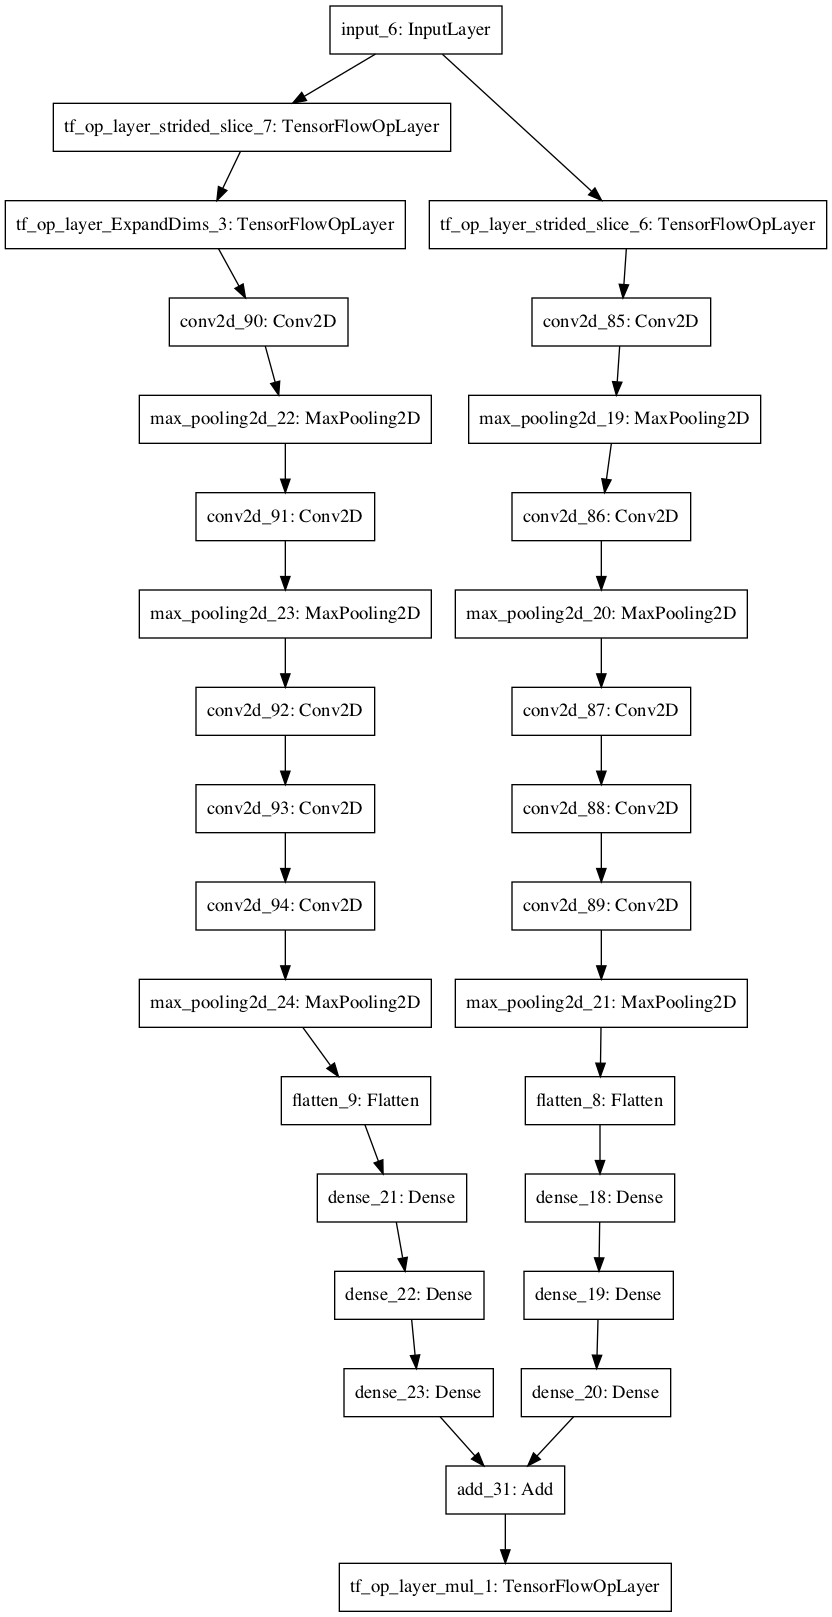 input_6: InputLayer
tf_op_layer_strided_slice_7: TensorFlowOpLayer
tf_op_layer_ExpandDims_3: TensorFlowOpLayer
tf_op_layer_strided_slice_6: TensorFlowOpLayer
conv2d_90: Conv2D
conv2d_85: Conv2D
max_pooling2d_22: MaxPooling2D
max_pooling2d_19: MaxPooling2D
conv2d_91: Conv2D
conv2d_86: Conv2D
max_pooling2d_23: MaxPooling2D
max_pooling2d_20: MaxPooling2D
conv2d_92: Conv2D
conv2d_87: Conv2D
conv2d_93: Conv2D
conv2d_88: Conv2D
conv2d_94: Conv2D
conv2d_89: Conv2D
max_pooling2d_24: MaxPooling2D
max_pooling2d_21: MaxPooling2D
flatten_9: Flatten
flatten_8: Flatten
dense_21: Dense
dense_18: Dense
dense_22: Dense
dense_19: Dense
dense_23: Dense
dense_20: Dense
add_31: Add
tf_op_layer_mul_1: TensorFlowOpLayer